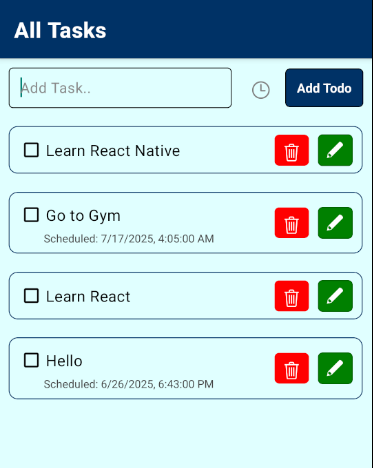 All Tasks
Add Task..
Add Todo
Learn React Native
Go to Gym
Scheduled: 7/17/2025, 4:05:00 AM
Learn React
Hello
Scheduled: 6/26/2025, 6:43:00 PM